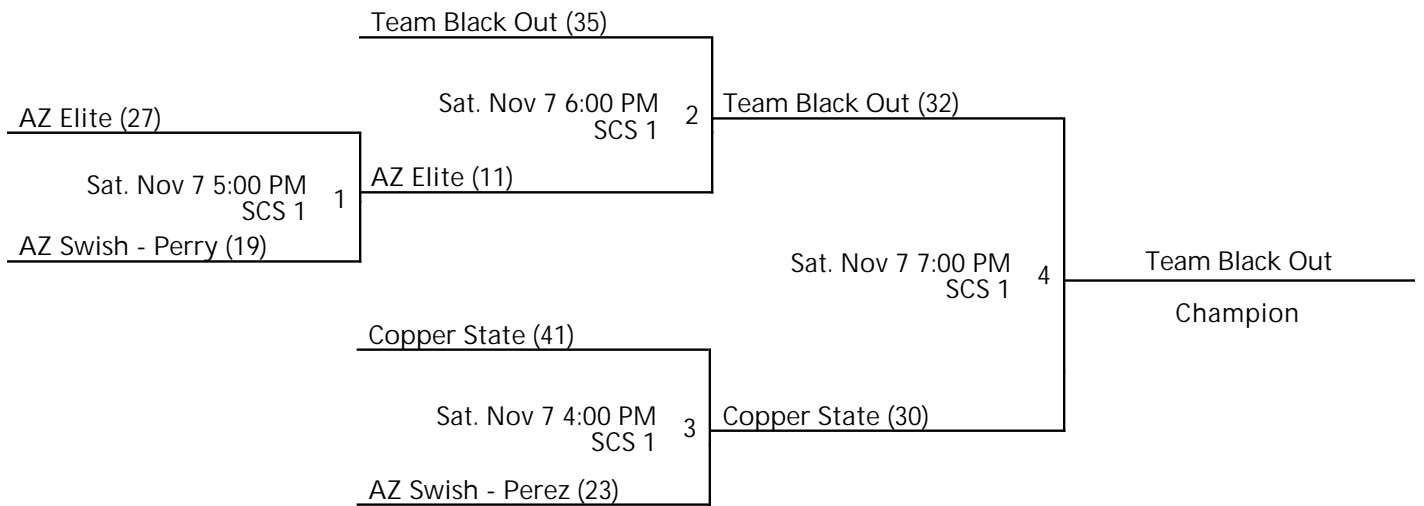 Team Black Out (35)
Sat. Nov 7 6:00 PM
SCS 1
2
Team Black Out (32)
AZ Elite (27)
Sat. Nov 7 5:00 PM
SCS 1
1
AZ Elite (11)
AZ Swish - Perry (19)
Sat. Nov 7 7:00 PM
SCS 1
4
Team Black Out
Champion
Copper State (41)
Sat. Nov 7 4:00 PM
SCS 1
3
Copper State (30)
AZ Swish - Perez (23)